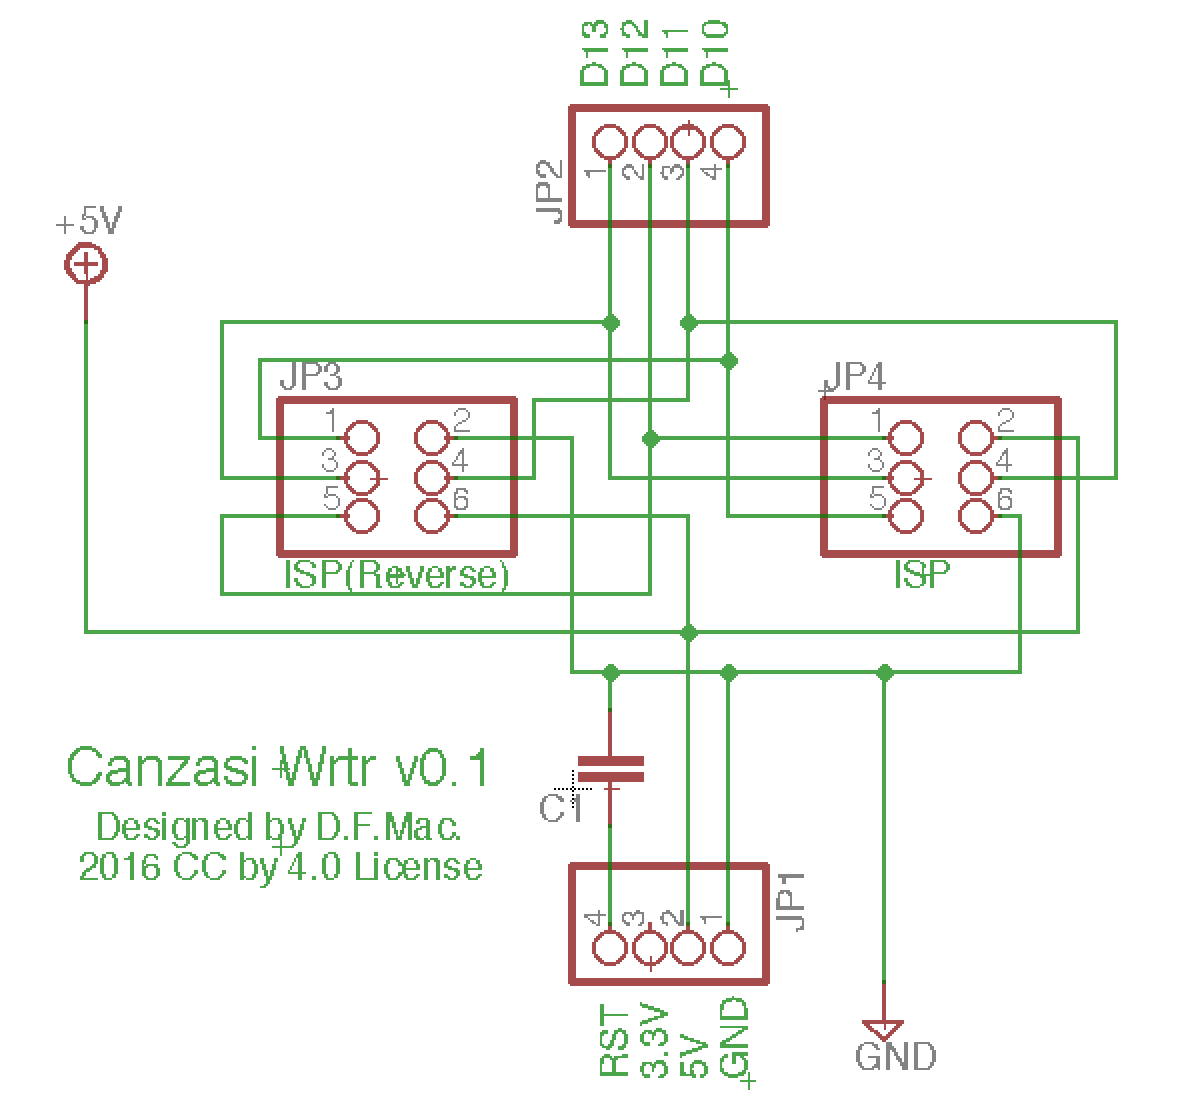 D13
D12
D11
D10
JP2
1
2
3
4
+5V
JP3
1 2
3 4
5 6
ISP(Reverse)
JP4
1 2
3 4
5 6
ISP
Canzasi Wrtr v0.1
Designed by D.F.Mac.
2016 CC by 4.0 License
C1
JP1
4
3
2
1
RST
3.3V
5V
GND
GND